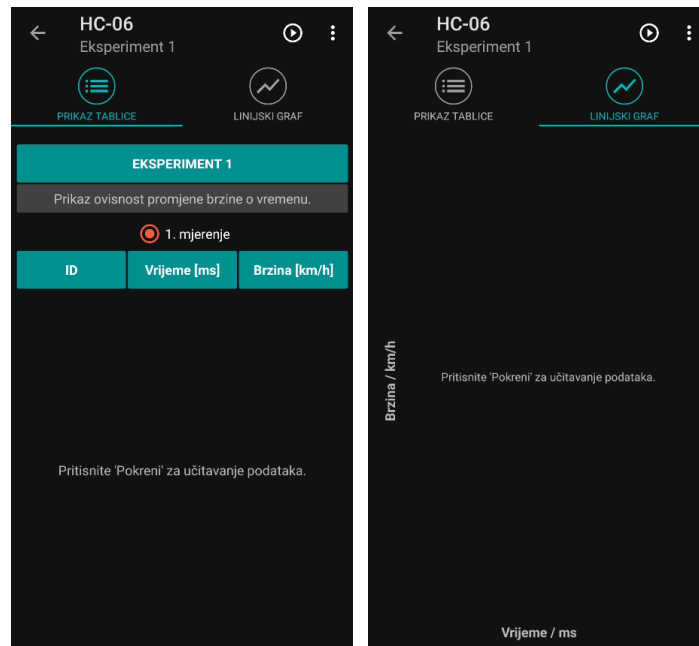 HC-06
Eksperiment 1
PRIKAZ TABLICE
LINIJSKI GRAF
EKSPERIMENT 1
Prikaz ovisnost promjene brzine o vremenu.
1. mjerenje
ID
Vrijeme [ms]
Brzina [km/h]
Pritisnite 'Pokreni' za učitavanje podataka.
HC-06
Eksperiment 1
PRIKAZ TABLICE
LINIJSKI GRAF
Brzina / km/h
Pritisnite 'Pokreni' za učitavanje podataka.
Vrijeme / ms